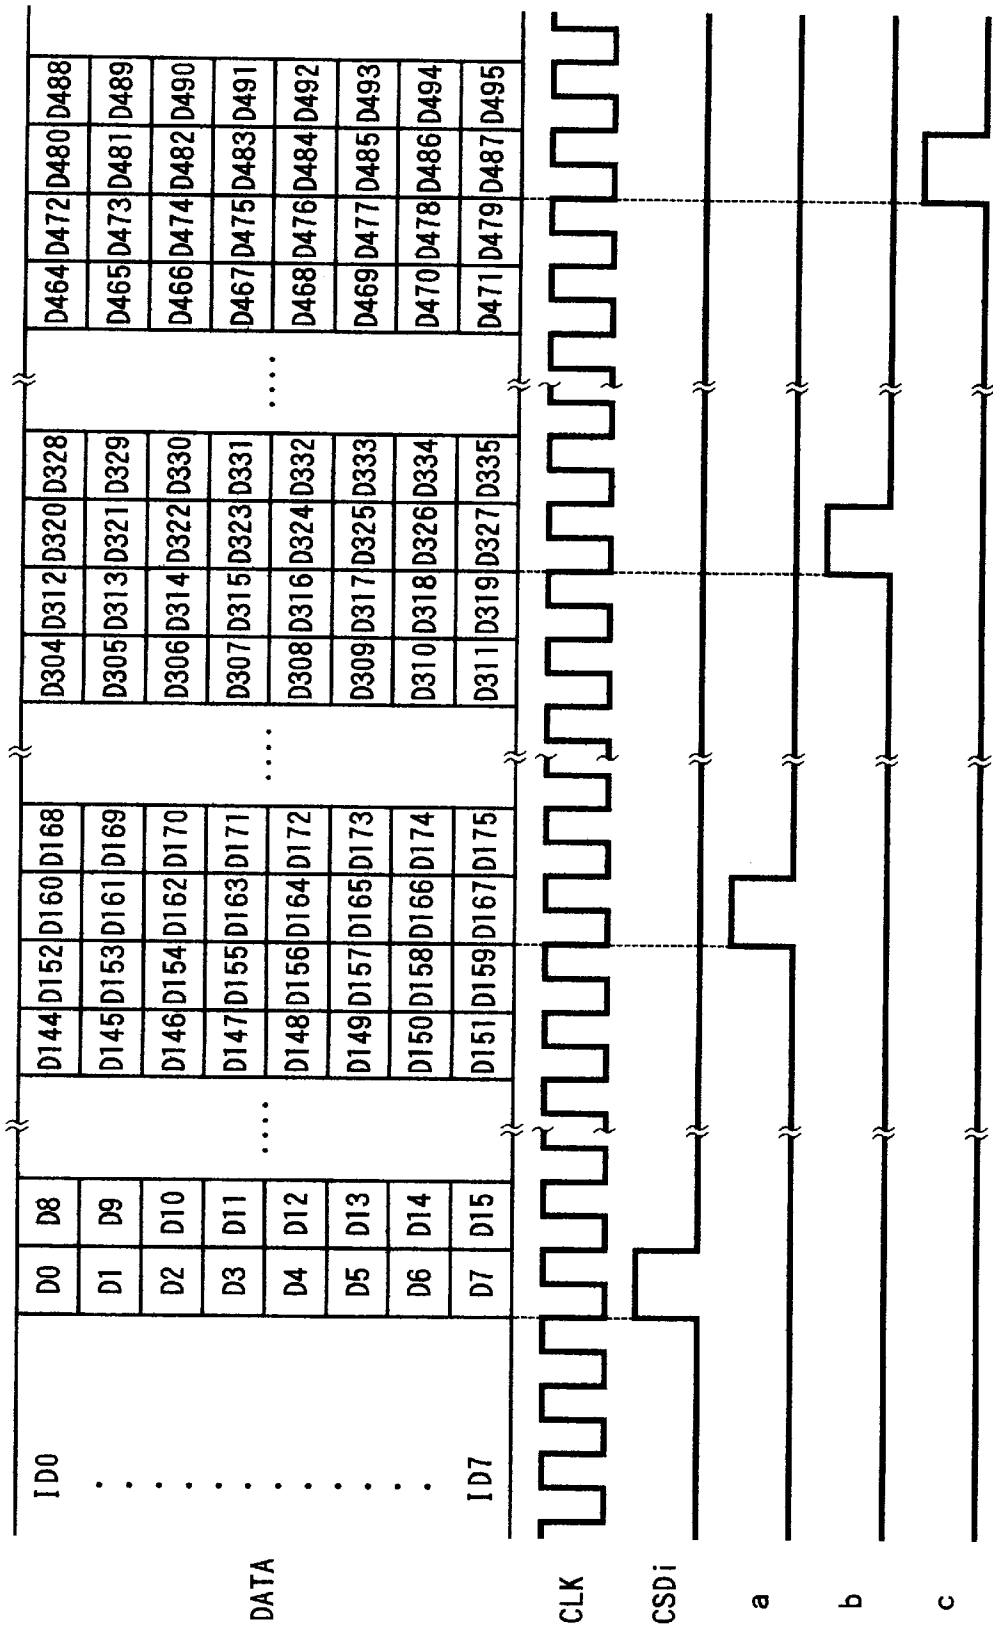 DATA
ID0 D0 D8 .... D144 D152 D160 D168 .... D304 D312 D320 D328 .... D464 D472 D480 D488
D1 D9 D145 D153 D161 D169 D305 D313 D321 D329 D465 D473 D481 D489
D2 D10 D146 D154 D162 D170 D306 D314 D322 D330 D466 D474 D482 D490
D3 D11 D147 D155 D163 D171 D307 D315 D323 D331 D467 D475 D483 D491
D4 D12 D148 D156 D164 D172 D308 D316 D324 D332 D468 D476 D484 D492
D5 D13 D149 D157 D165 D173 D309 D317 D325 D333 D469 D477 D485 D493
D6 D14 D150 D158 D166 D174 D310 D318 D326 D334 D470 D478 D486 D494
ID7 D7 D15 D151 D159 D167 D175 D311 D319 D327 D335 D471 D479 D487 D495
CLK
CSDi
a
b
c